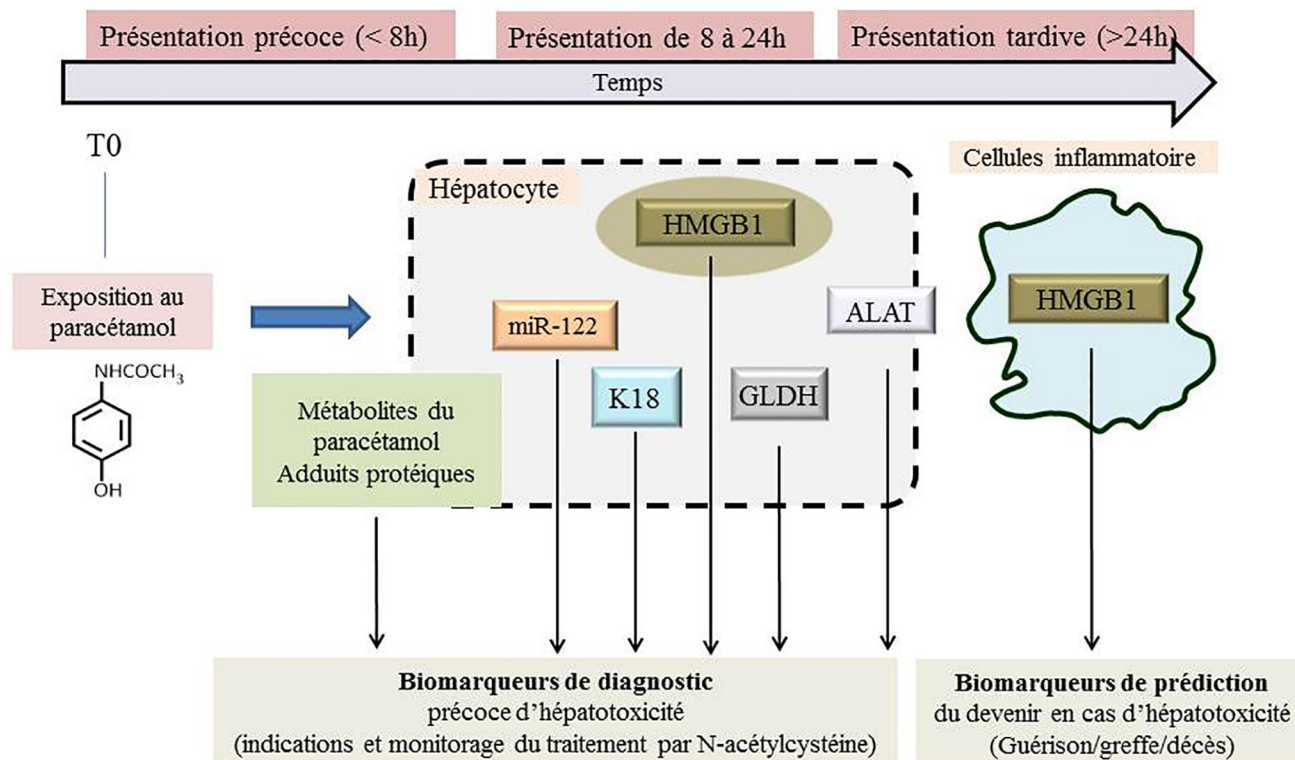 Présentation précoce (< 8h)
Présentation de 8 à 24h
Présentation tardive (>24h)
Temps
T0
Cellules inflammatoire
Hépatocyte
HMGB1
Exposition au
paracétamol
HMGB1
ALAT
miR-122
NHCOCH3
K18
GLDH
Métabolites du
paracétamol
Adduits protéiques
OH
Biomarqueurs de diagnostic
précoce d’hépatotoxicité
(indications et monitorage du traitement par N-acétylcystéine)
Biomarqueurs de prédiction
du devenir en cas d’hépatotoxicité
(Guérison/greffe/décès)